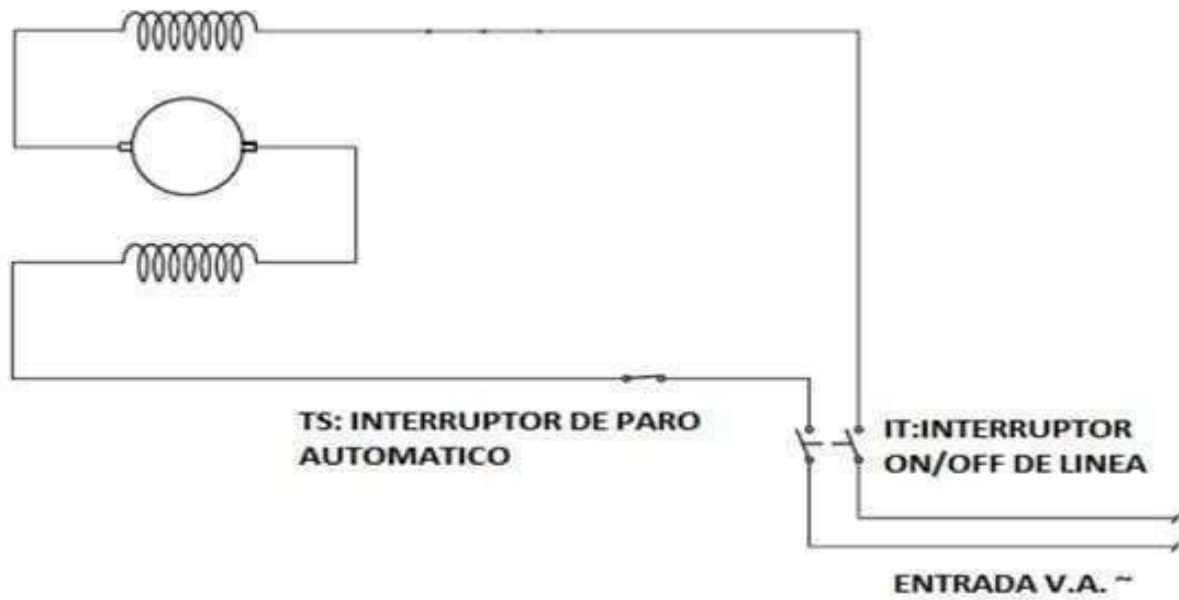 TS: INTERRUPTOR DE PARO
AUTOMATICO
IT:INTERRUPTOR
ON/OFF DE LINEA
ENTRADA V.A. ~